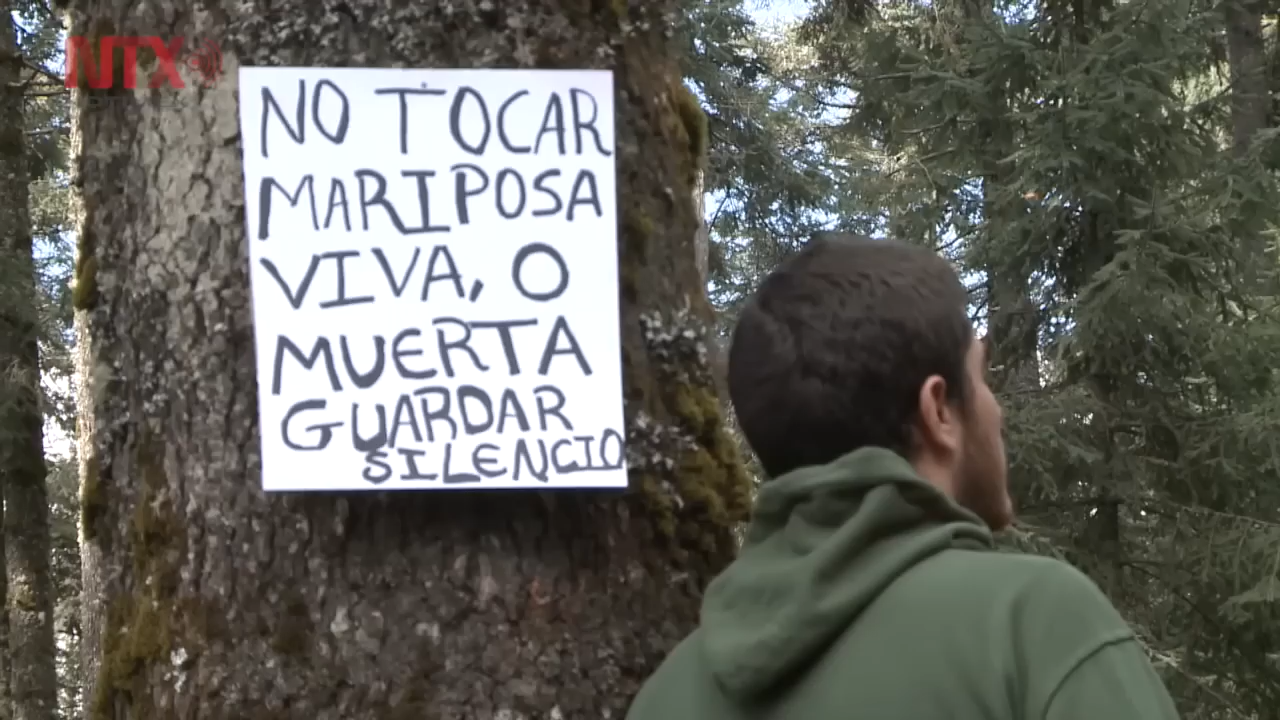 NTX
NO TOCAR
MARIPOSA
VIVA, O
MUERTA
GUARDAR
SILENCIO